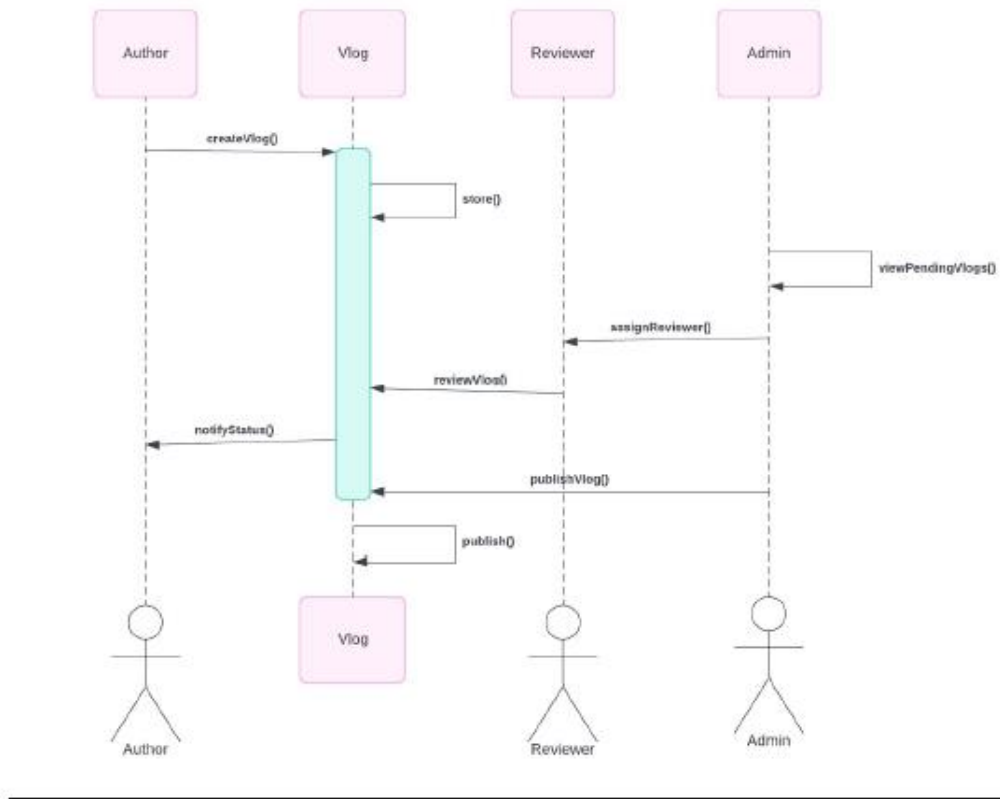 Author
Vlog
Reviewer
Admin
createVlog()
store()
viewPendingVlogs()
assignReviewer()
reviewVlog()
notifyStatus()
publishVlog()
publish()
Vlog
Author
Reviewer
Admin